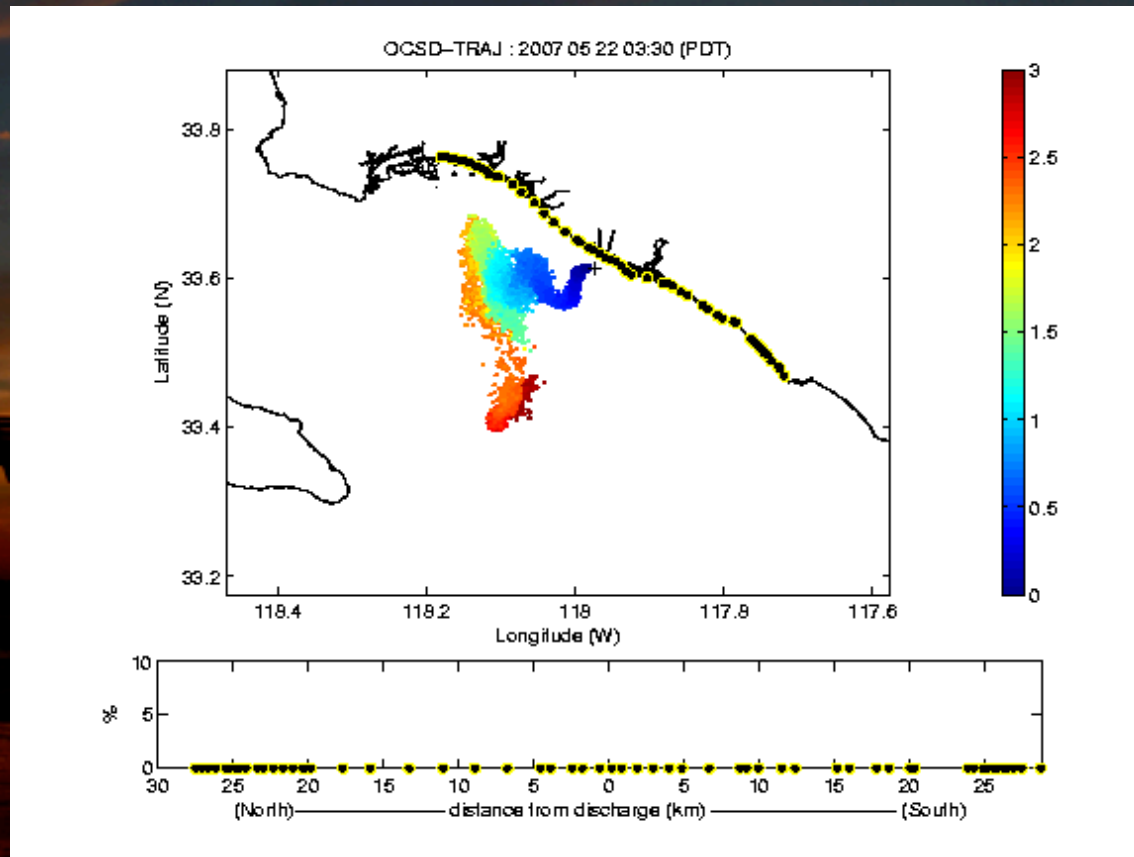 OCSD-TRAJ : 2007 05 22 03:30 (PDT)
3
33.8
2.5
2
Latitude (N)
33.6
1.5
33.4
1
0.5
33.2
0
118.4 118.2 118 117.8 117.6
Longitude (W)
10
%
5
0
30 25 20 15 10 5 0 5 10 15 20 25
(North) distance from discharge (km) (South)